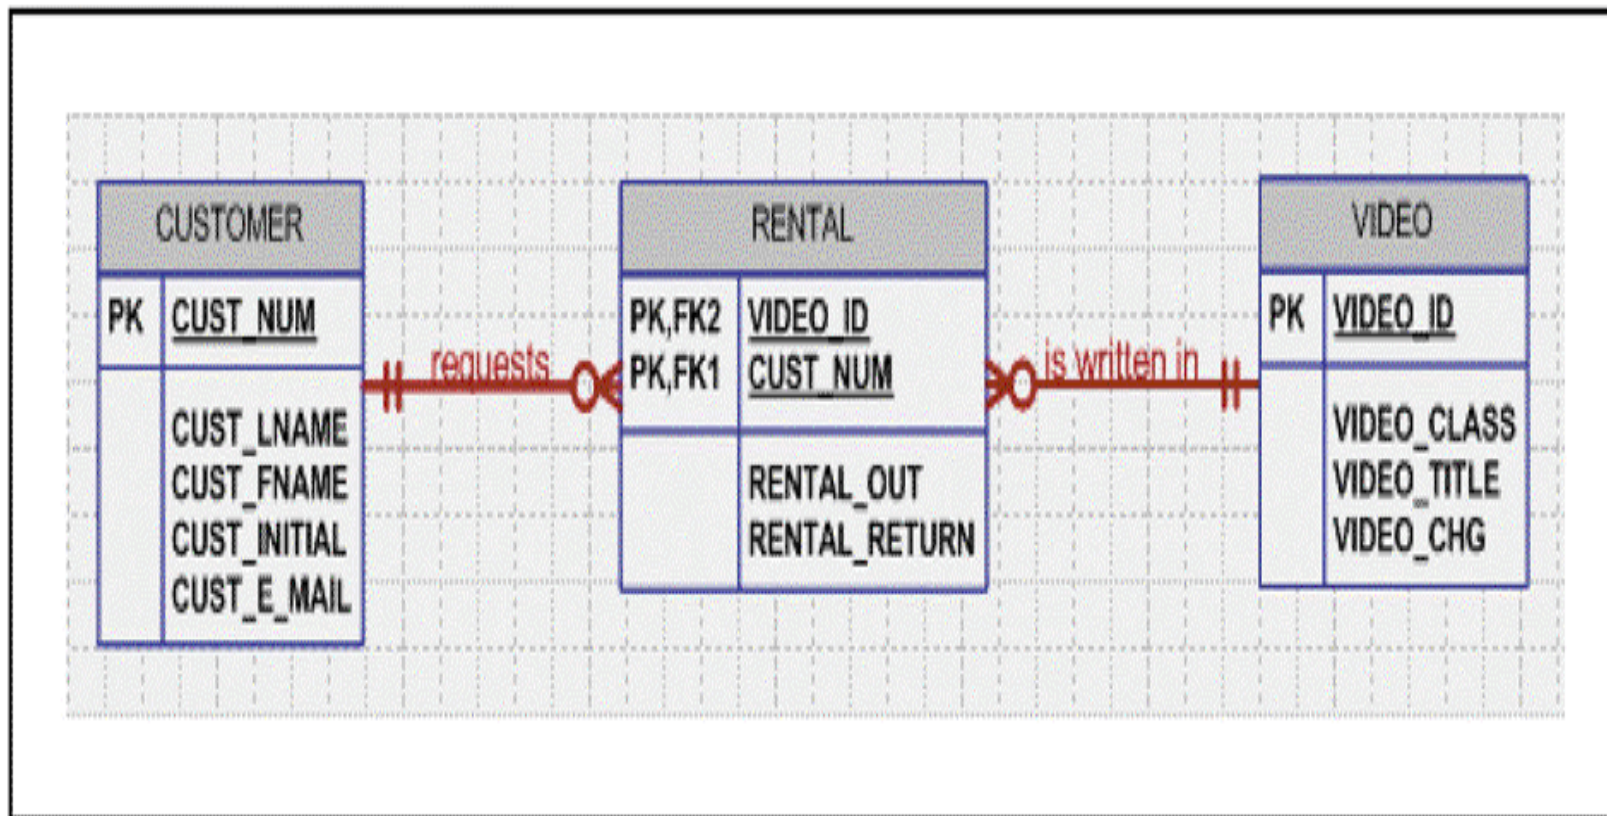 CUSTOMER
PK CUST_NUM
CUST_LNAME
CUST_FNAME
CUST_INITIAL
CUST_E_MAIL
requests
RENTAL
PK,FK2 VIDEO_ID
PK,FK1 CUST_NUM
RENTAL_OUT
RENTAL_RETURN
is written in
VIDEO
PK VIDEO_ID
VIDEO_CLASS
VIDEO_TITLE
VIDEO_CHG